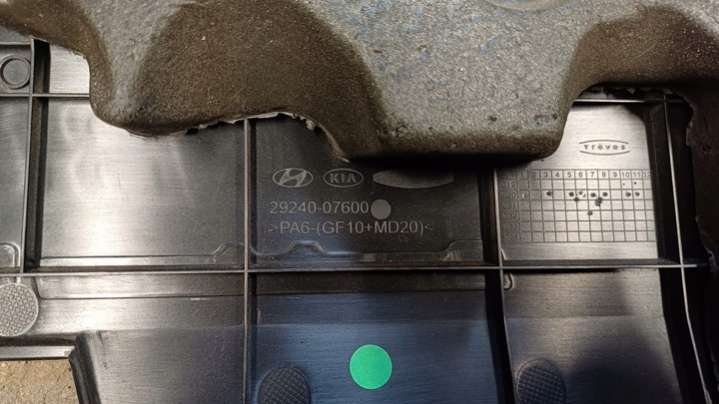 Trèves
KIA
29240-07600
>PA6-(GF10+MD20)<
1 2 3 4 5 6 7 8 9 10 11 12